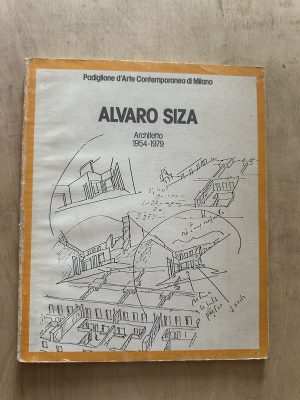 Padiglione d'Arte Contemporanea di Milano
ALVARO SIZA
Architetto
1954-1979